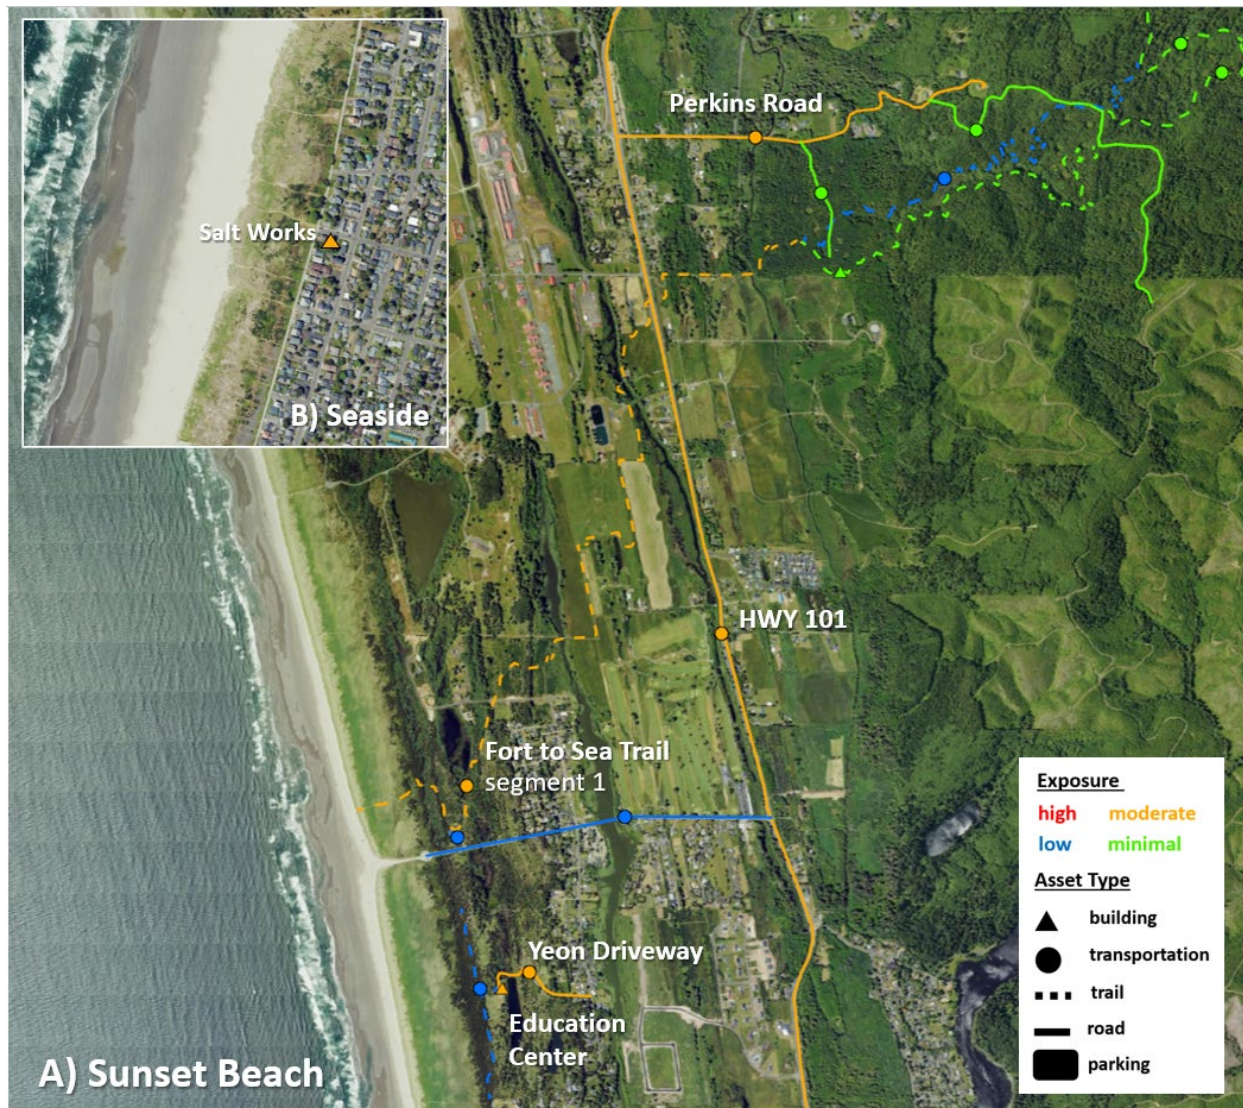 Perkins Road
Salt Works
B) Seaside
HWY 101
Fort to Sea Trail
segment 1
Yeon Driveway
Education
Center
A) Sunset Beach
Exposure
high moderate
low minimal
Asset Type
building
transportation
trail
road
parking